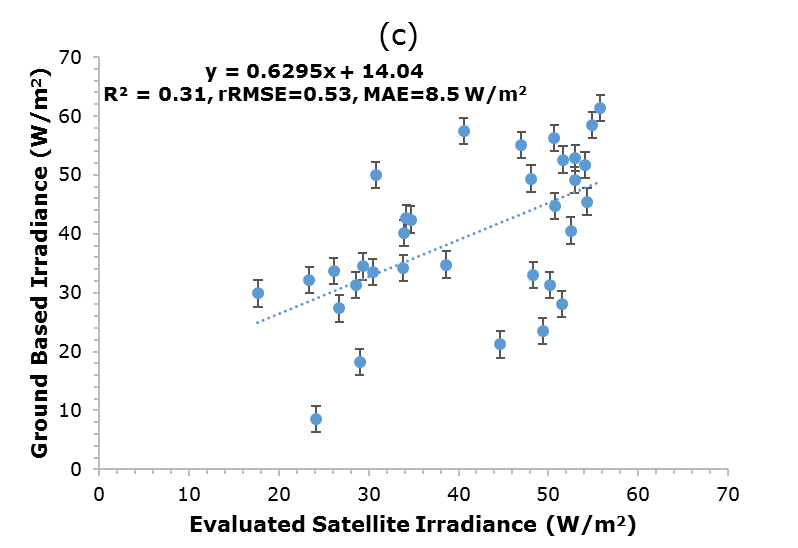 (c)
y = 0.6295x + 14.04
R² = 0.31, rRMSE=0.53, MAE=8.5 W/m²
Ground Based Irradiance (W/m²)
70
60
50
40
30
20
10
0
0 10 20 30 40 50 60 70
Evaluated Satellite Irradiance (W/m²)